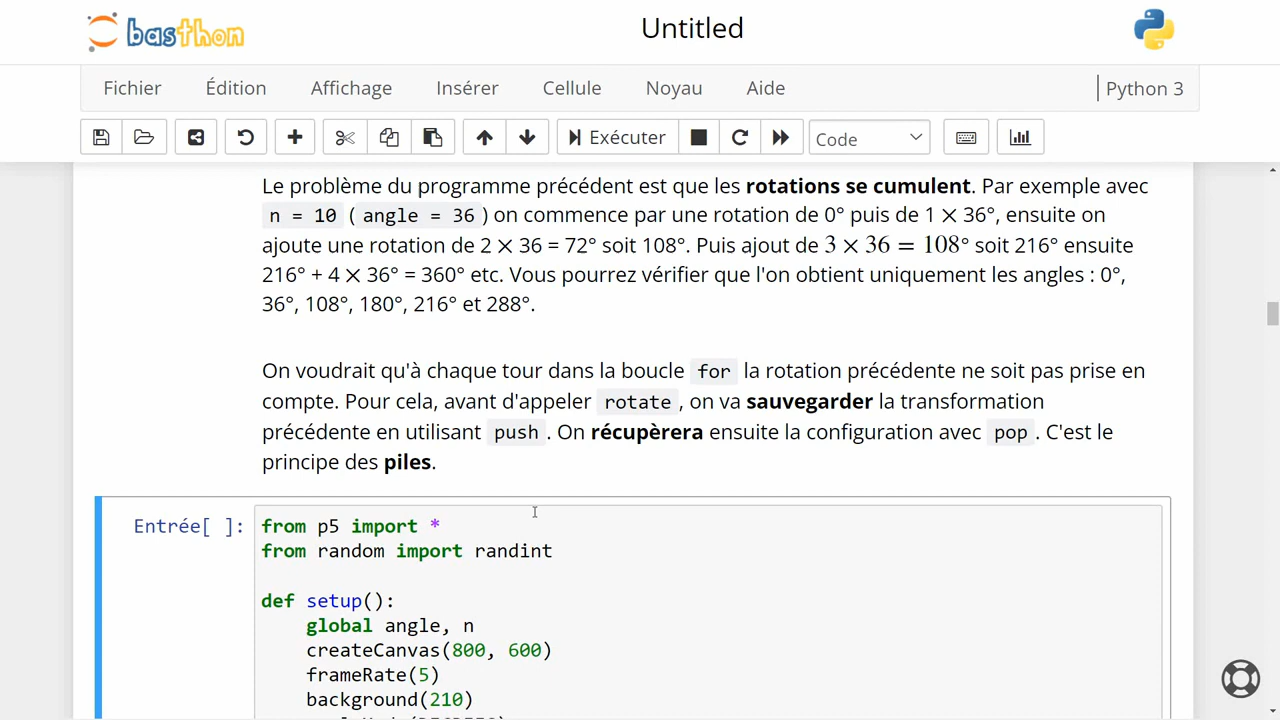 basthon
Untitled
Fichier Édition Affichage Insérer Cellule Noyau Aide Python 3
Exécuter Code
Le problème du programme précédent est que les rotations se cumulent. Par exemple avec
n = 10 ( angle = 36 ) on commence par une rotation de 0° puis de 1 × 36°, ensuite on
ajoute une rotation de 2 × 36 = 72° soit 108°. Puis ajout de 3 × 36 = 108° soit 216° ensuite
216° + 4 × 36° = 360° etc. Vous pourrez vérifier que l'on obtient uniquement les angles : 0°,
36°, 108°, 180°, 216° et 288°.
On voudrait qu'à chaque tour dans la boucle for la rotation précédente ne soit pas prise en
compte. Pour cela, avant d'appeler rotate , on va sauvegarder la transformation
précédente en utilisant push . On récupèrera ensuite la configuration avec pop . C'est le
principe des piles.
Entrée[ ]: from p5 import *
from random import randint
def setup():
global angle, n
createCanvas(800, 600)
frameRate(5)
background(210)